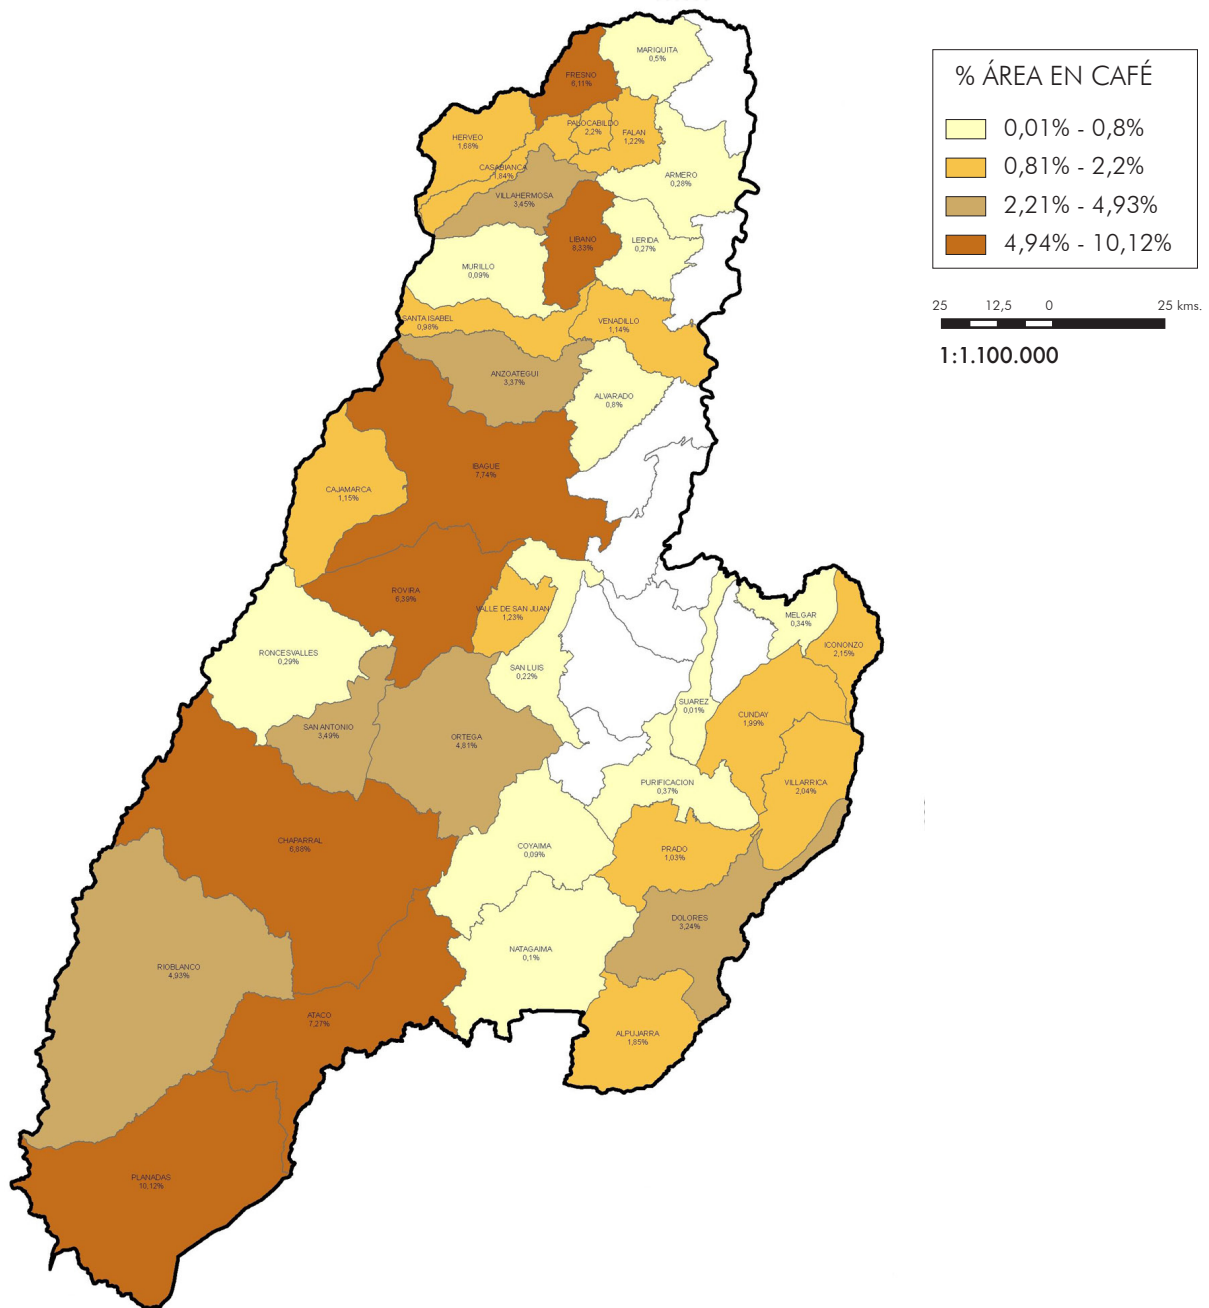 % ÁREA EN CAFÉ
0,01% - 0,8%
0,81% - 2,2%
2,21% - 4,93%
4,94% - 10,12%
25 12,5 0 25 kms.
1:1.100.000
MARIQUITA
0,5%
FRESNO
6,11%
PALOCABILDO
2,2%
FALAN
1,22%
HERVEO
1,68%
CASABIANCA
1,84%
ARMERO
0,28%
VILLAHERMOSA
3,45%
LIBANO
8,33%
LERIDA
0,27%
MURILLO
0,09%
SANTA ISABEL
0,98%
VENADILLO
1,14%
ANZOATEGUI
3,37%
ALVARADO
0,8%
IBAGUE
7,74%
CAJAMARCA
1,15%
ROVIRA
6,39%
VALLE DE SAN JUAN
1,23%
MELGAR
0,34%
ICONONZO
2,15%
RONCESVALLES
0,29%
SAN LUIS
0,22%
SUAREZ
0,01%
CUNDAY
1,99%
SAN ANTONIO
3,49%
ORTEGA
4,81%
PURIFICACION
0,37%
VILLARRICA
2,04%
CHAPARRAL
6,88%
COYAIMA
0,09%
PRADO
1,03%
DOLORES
3,24%
NATAGAIMA
0,1%
RIOBLANCO
4,93%
ATACO
7,27%
ALPUJARRA
1,85%
PLANADAS
10,12%